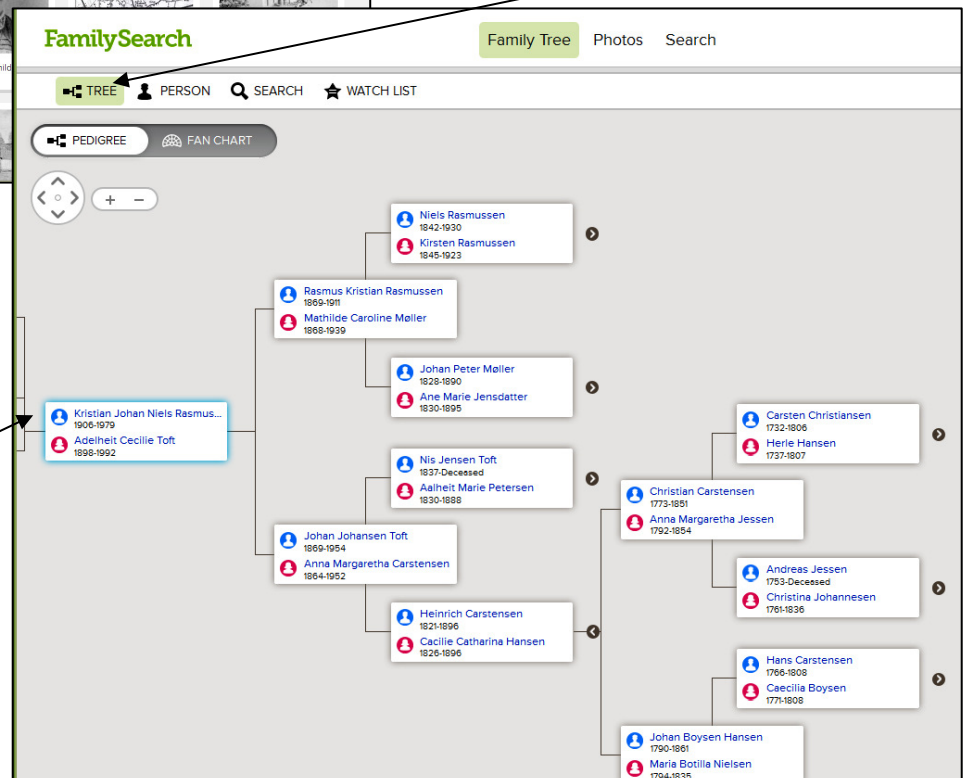 FamilySearch
Family Tree Photos Search
TREE PERSON SEARCH WATCH LIST
PEDIGREE FAN CHART
+ −
Niels Rasmussen
1842-1930
Kirsten Rasmussen
1845-1923
Rasmus Kristian Rasmussen
1869-1911
Mathilde Caroline Møller
1868-1939
Johan Peter Møller
1828-1890
Ane Marie Jensdatter
1830-1895
Kristian Johan Niels Rasmus...
1906-1979
Adelheit Cecilie Toft
1898-1992
Nis Jensen Toft
1837-Deceased
Aalheit Marie Petersen
1830-1888
Johan Johansen Toft
1869-1954
Anna Margaretha Carstensen
1864-1952
Heinrich Carstensen
1821-1896
Cacilie Catharina Hansen
1826-1896
Carsten Christiansen
1732-1806
Herle Hansen
1737-1807
Christian Carstensen
1773-1851
Anna Margaretha Jessen
1792-1854
Andreas Jessen
1753-Deceased
Christina Johannesen
1761-1836
Hans Carstensen
1766-1808
Caecilia Boysen
1771-1808
Johan Boysen Hansen
1790-1861
Maria Botilla Nielsen
1794-1835